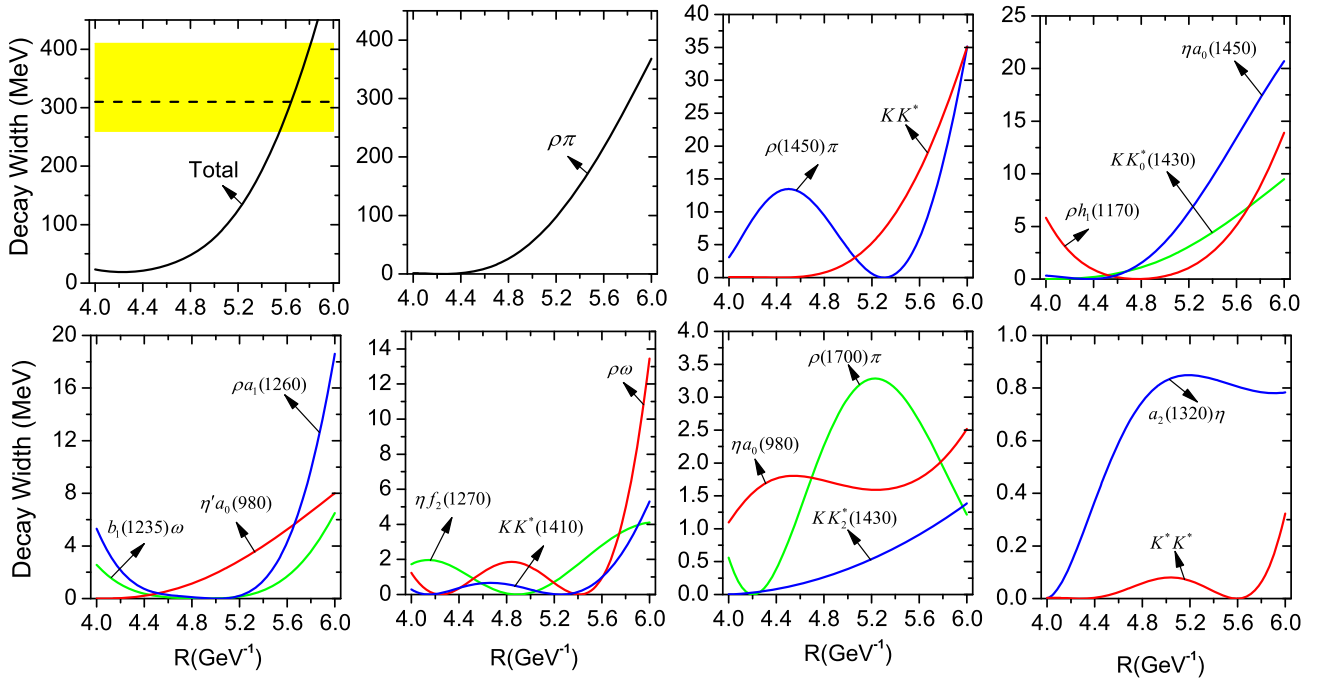 Decay Width (MeV)
400
300
200
100
0
4.0 4.4 4.8 5.2 5.6 6.0
Total
400
350
300
250
200
150
100
50
0
4.0 4.4 4.8 5.2 5.6 6.0
ρπ
40
35
30
25
20
15
10
5
0
4.0 4.4 4.8 5.2 5.6 6.0
ρ(1450)π
KK*
25
20
15
10
5
0
4.0 4.4 4.8 5.2 5.6 6.0
ηa₀(1450)
KK₀*(1430)
ρh₁(1170)
Decay Width (MeV)
20
16
12
8
4
0
4.0 4.4 4.8 5.2 5.6 6.0
R(GeV⁻¹)
ρa₁(1260)
η′a₀(980)
b₁(1235)ω
14
12
10
8
6
4
2
0
4.0 4.4 4.8 5.2 5.6 6.0
R(GeV⁻¹)
ρω
ηf₂(1270)
KK*(1410)
4.0
3.5
3.0
2.5
2.0
1.5
1.0
0.5
0.0
4.0 4.4 4.8 5.2 5.6 6.0
R(GeV⁻¹)
ρ(1700)π
ηa₀(980)
KK₂*(1430)
1.0
0.8
0.6
0.4
0.2
0.0
4.0 4.4 4.8 5.2 5.6 6.0
R(GeV⁻¹)
a₂(1320)η
K*K*